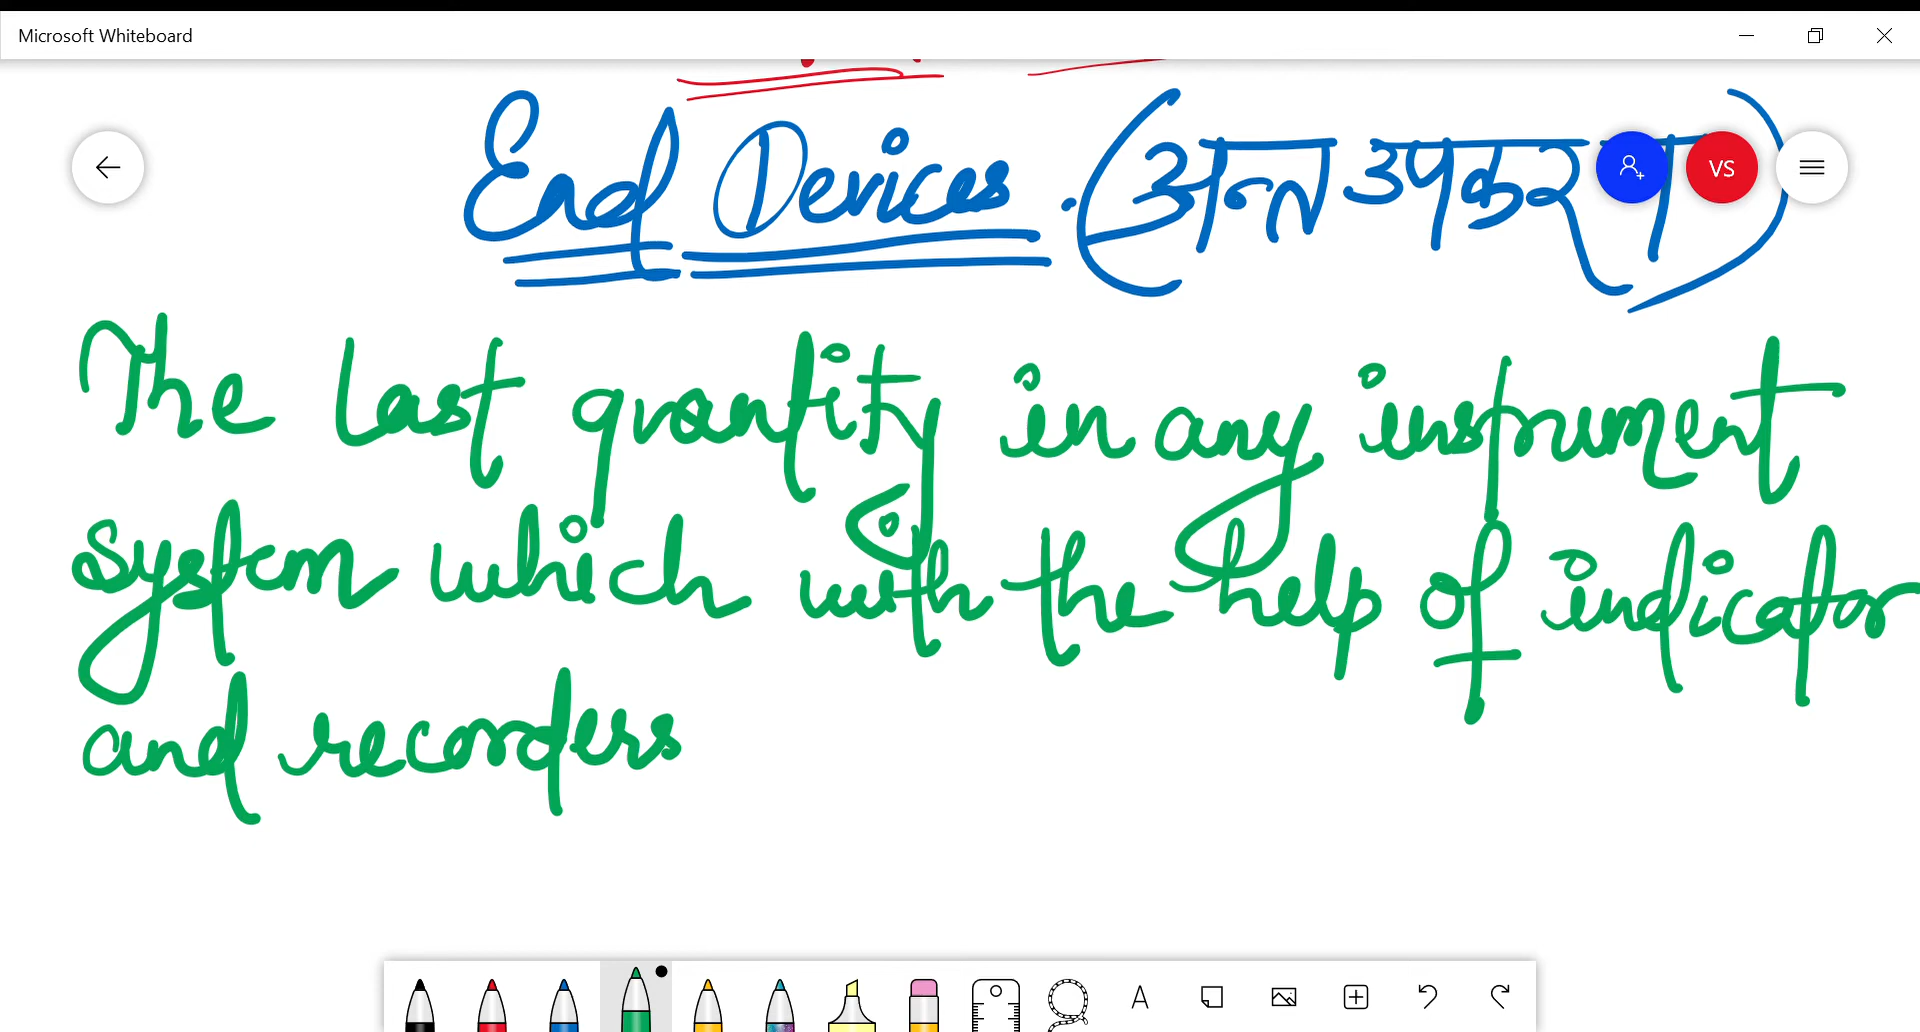 Microsoft Whiteboard
End Devices. (अन्त उपकरण)
VS
The last quantity in any instrument
system which with the help of indicator
and recorders